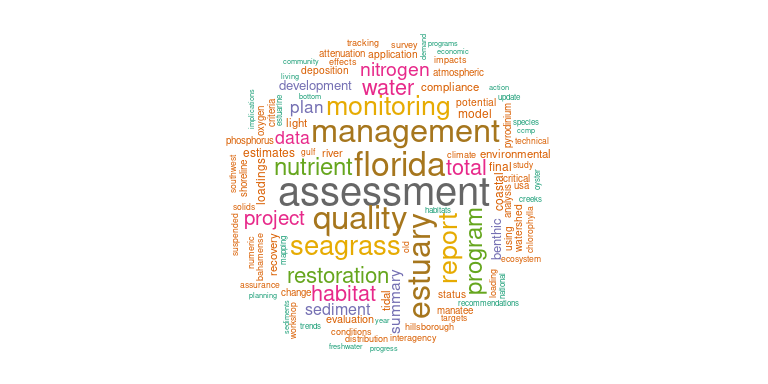 tracking
survey
demand
programs
economic
attenuation
application
community
effects
impacts
deposition
nitrogen
atmospheric
living
development
water
compliance
action
bottom
update
implications
estuarine
criteria
plan
monitoring
potential
model
pyrodinium
oxygen
light
species
ccmp
phosphorus
data
management
technical
estimates
gulf
river
climate
environmental
southwest
shoreline
loadings
nutrient
florida
total
final
study
critical
usa
oyster
assessment
coastal
analysis
creeks
solids
project
quality
habitats
watershed
chlorophylla
suspended
numeric
bahamense
recovery
mapping
seagrass
old
estuary
report
program
benthic
using
ecosystem
assurance
restoration
loading
national
planning
change
habitat
summary
tidal
status
recommendations
sediments
workshop
sediment
manatee
targets
trends
evaluation
year
hillsborough
conditions
distribution
interagency
freshwater
progress